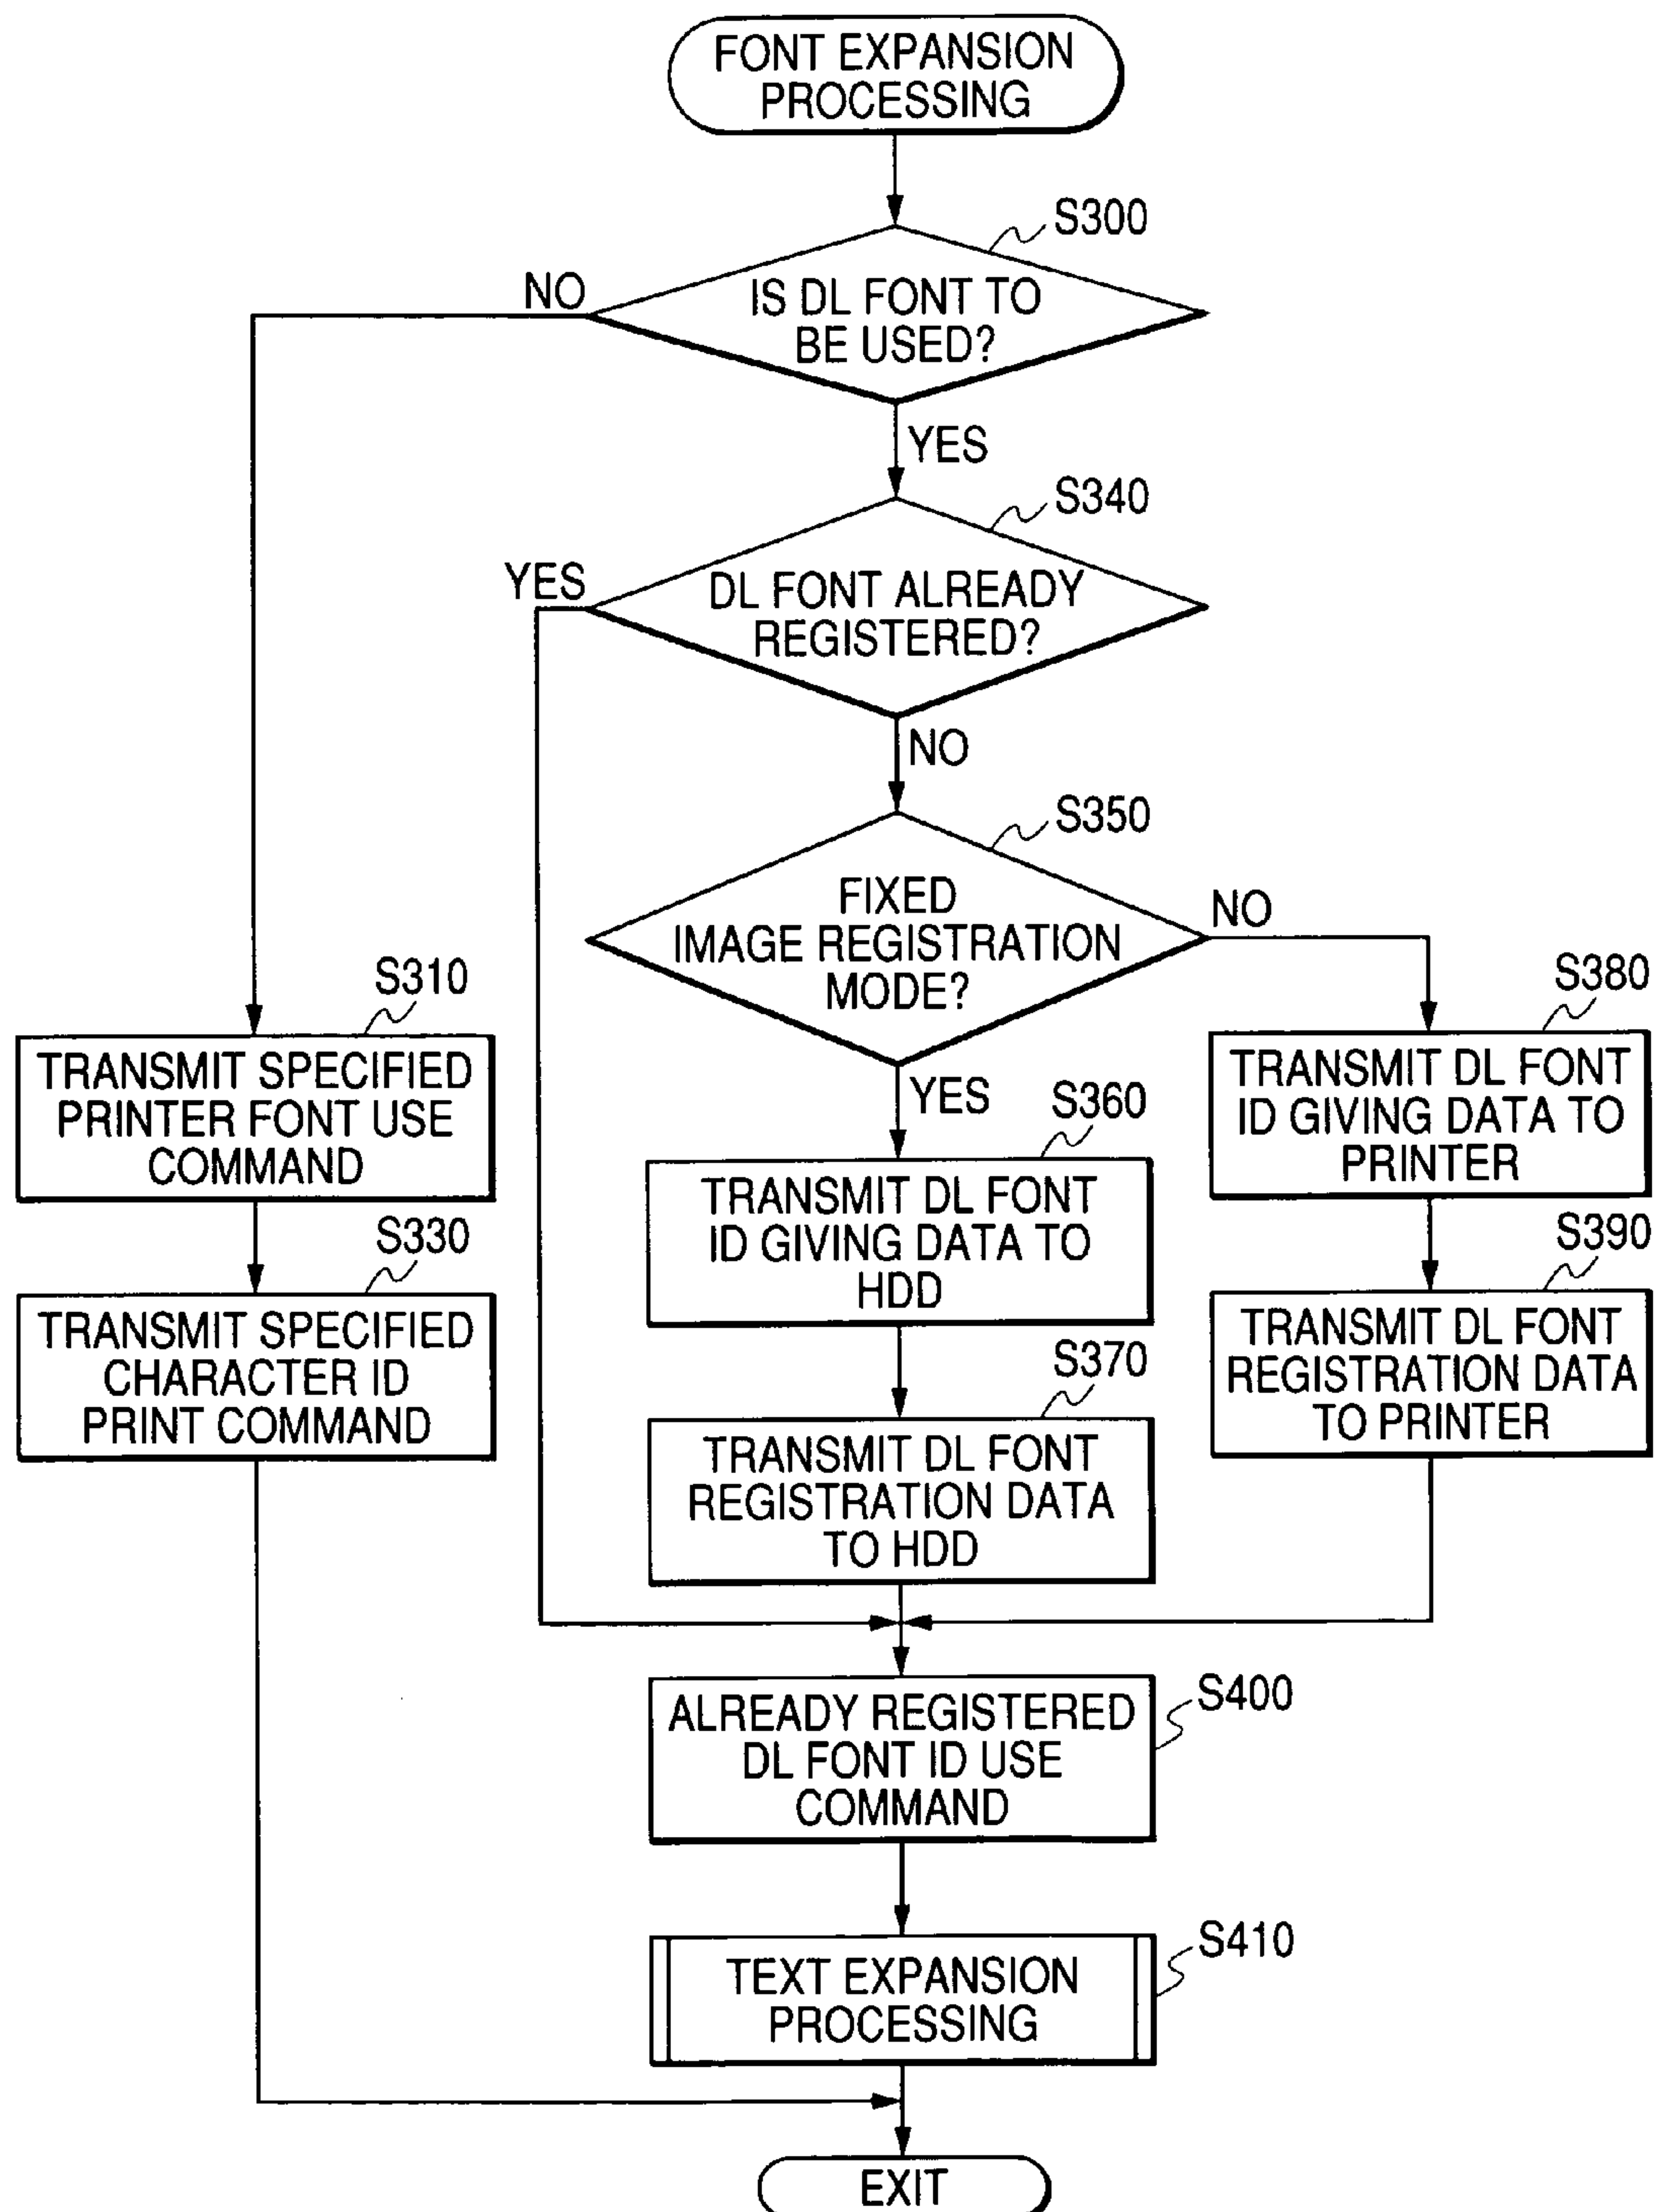 FONT EXPANSION
PROCESSING
S300
NO
IS DL FONT TO
BE USED?
YES
S340
YES
DL FONT ALREADY
REGISTERED?
NO
S350
FIXED
IMAGE REGISTRATION
MODE?
NO
YES
S310
TRANSMIT SPECIFIED
PRINTER FONT USE
COMMAND
S330
TRANSMIT SPECIFIED
CHARACTER ID
PRINT COMMAND
S360
TRANSMIT DL FONT
ID GIVING DATA TO
HDD
S370
TRANSMIT DL FONT
REGISTRATION DATA
TO HDD
S380
TRANSMIT DL FONT
ID GIVING DATA TO
PRINTER
S390
TRANSMIT DL FONT
REGISTRATION DATA
TO PRINTER
S400
ALREADY REGISTERED
DL FONT ID USE
COMMAND
S410
TEXT EXPANSION
PROCESSING
EXIT